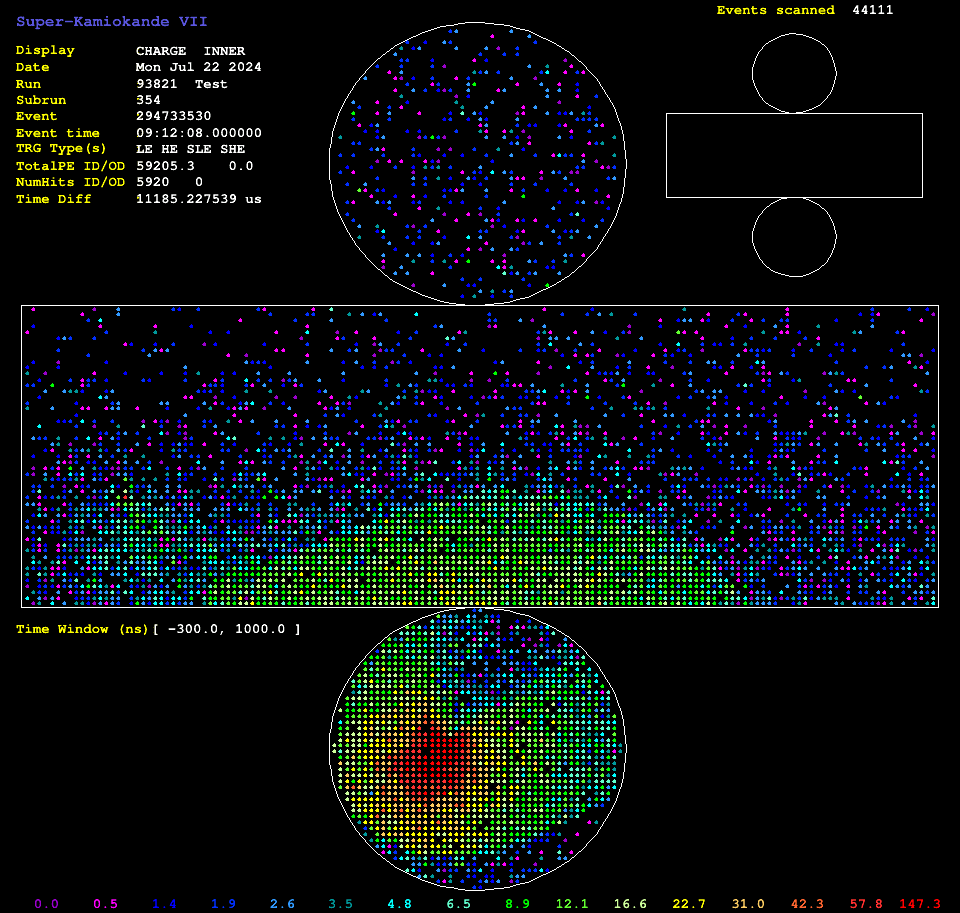 Super-Kamiokande VII
Events scanned 44111
Display CHARGE INNER
Date Mon Jul 22 2024
Run 93821 Test
Subrun 354
Event 294733530
Event time 09:12:08.000000
TRG Type(s) LE HE SLE SHE
TotalPE ID/OD 59205.3 0.0
NumHits ID/OD 5920 0
Time Diff 11185.227539 us
Time Window (ns)[ -300.0, 1000.0 ]
0.0 0.5 1.4 1.9 2.6 3.5 4.8 6.5 8.9 12.1 16.6 22.7 31.0 42.3 57.8 147.3